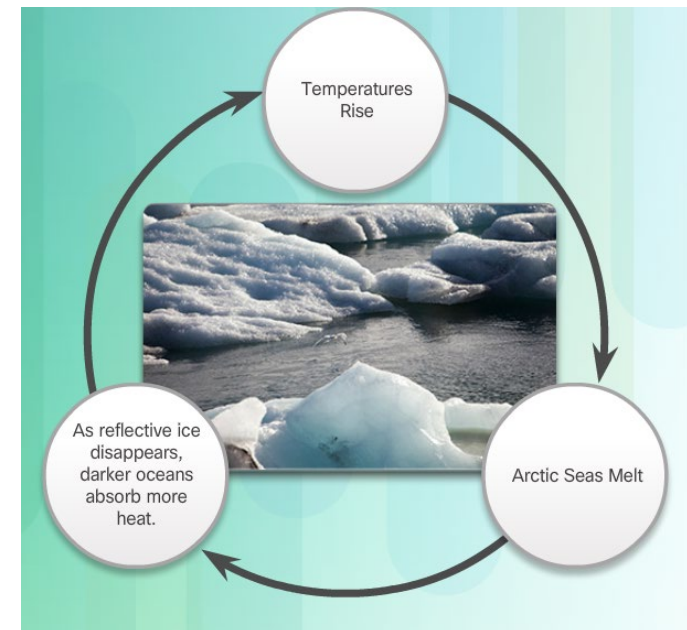 Temperatures
Rise
Arctic Seas Melt
As reflective ice
disappears,
darker oceans
absorb more
heat.